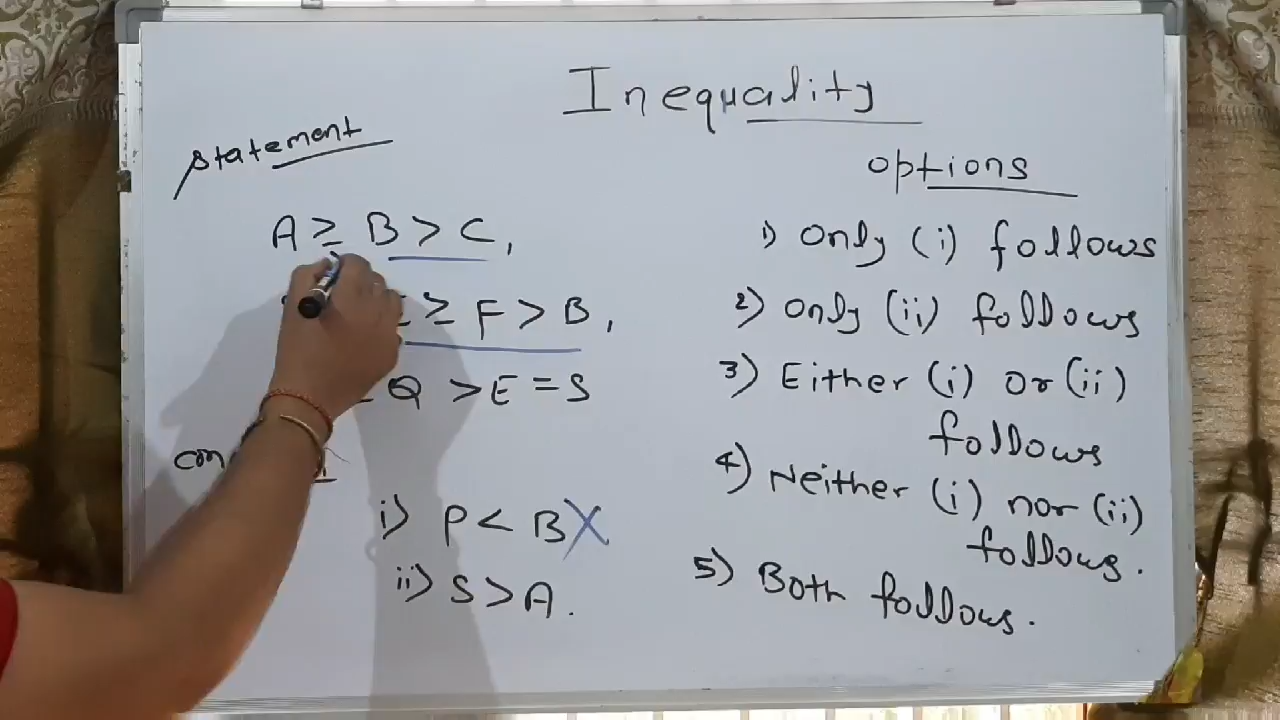 Inequality
statement
options
A ≥ B > C,
≥ F > B,
Q > E = S
i) P < B X
ii) S > A.
1) Only (i) follows
2) Only (ii) follows
3) Either (i) Or (ii)
follows
4) Neither (i) nor (ii)
follows.
5) Both follows.